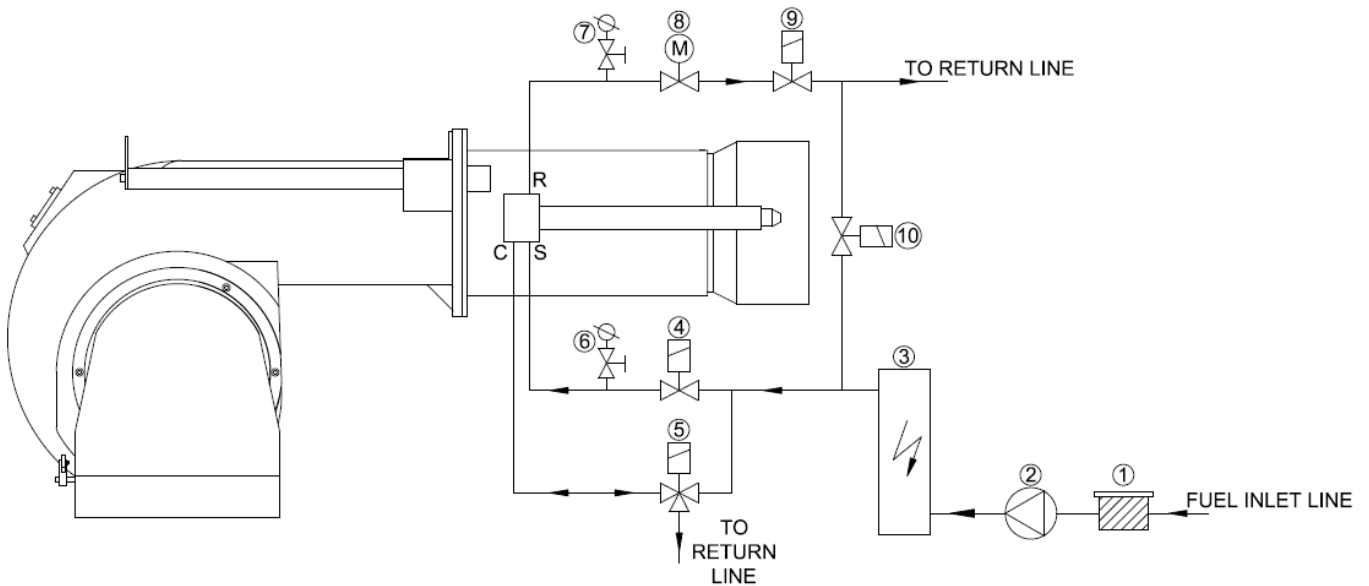 7
8
M
9
TO RETURN LINE
R
C S
10
6
4
3
5
2
1
FUEL INLET LINE
TO
RETURN
LINE